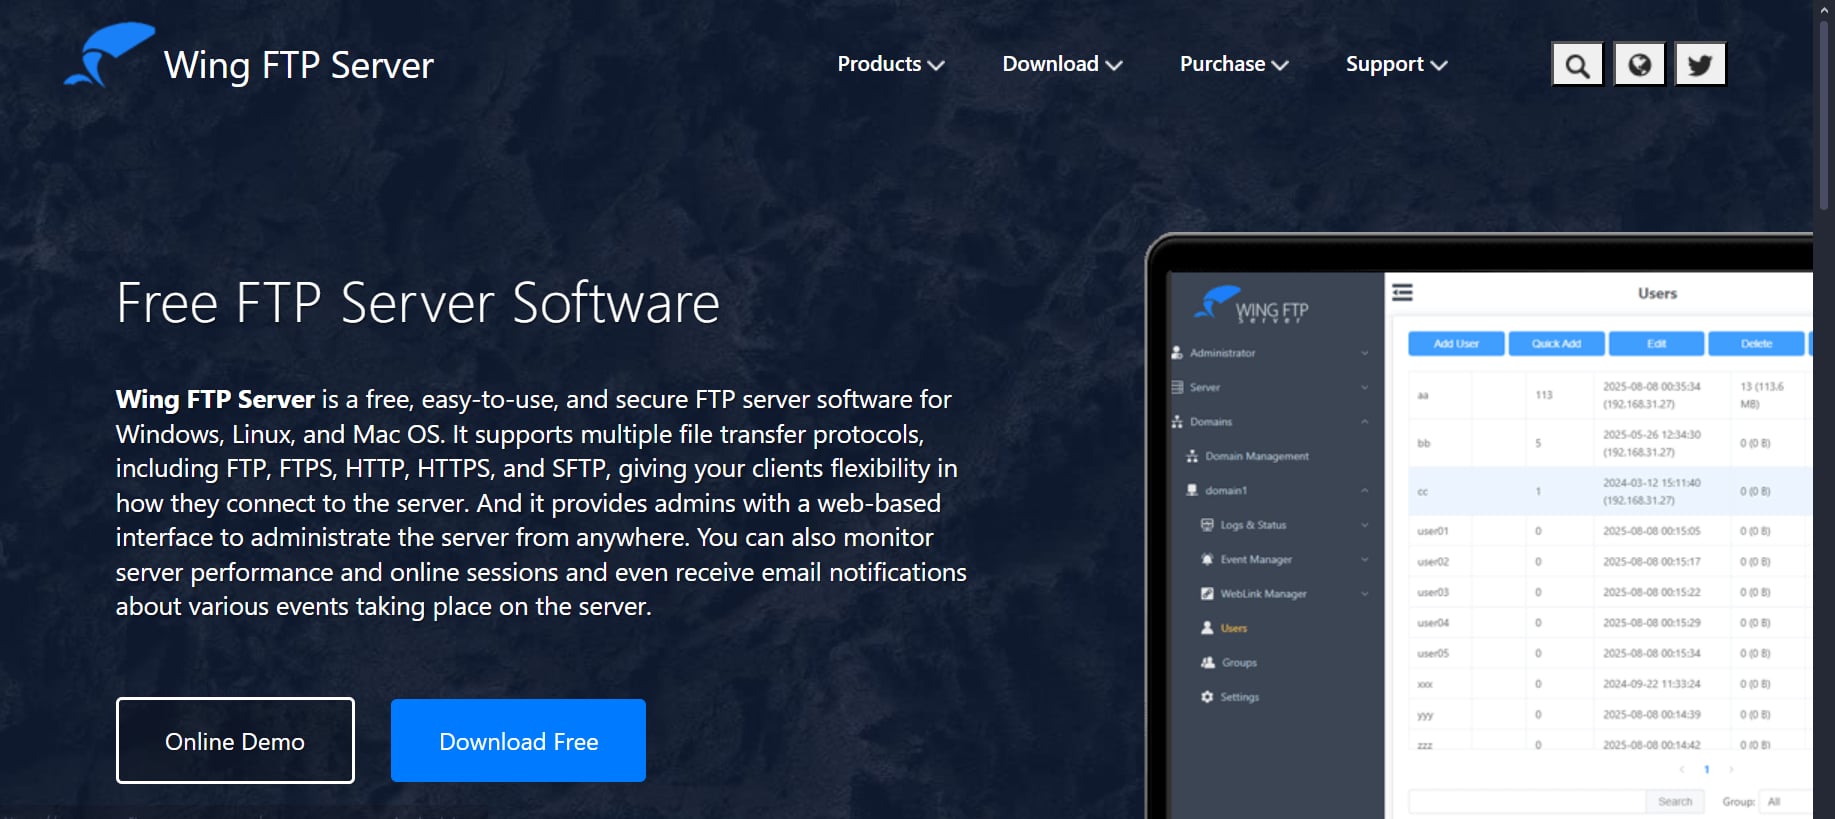 Wing FTP Server
Products Download Purchase Support
Free FTP Server Software
Wing FTP Server is a free, easy-to-use, and secure FTP server software for
Windows, Linux, and Mac OS. It supports multiple file transfer protocols,
including FTP, FTPS, HTTP, HTTPS, and SFTP, giving your clients flexibility in
how they connect to the server. And it provides admins with a web-based
interface to administrate the server from anywhere. You can also monitor
server performance and online sessions and even receive email notifications
about various events taking place on the server.
Online Demo Download Free
WING FTP
Server
Administrator
Server
Domains
Domain Management
domain1
Logs & Status
Event Manager
WebLink Manager
Users
Groups
Settings
Users
Add User Quick Add Edit Delete
aa 113 2025-08-08 00:35:34 13 (113.6
(192.168.31.27) MB)
bb 5 2025-05-26 12:34:30 0 (0 B)
(192.168.31.27)
cc 1 2024-03-12 15:11:40 0 (0 B)
(192.168.31.27)
user01 0 2025-08-08 00:15:05 0 (0 B)
user02 0 2025-08-08 00:15:17 0 (0 B)
user03 0 2025-08-08 00:15:22 0 (0 B)
user04 0 2025-08-08 00:15:29 0 (0 B)
user05 0 2025-08-08 00:15:34 0 (0 B)
xxx 0 2024-09-22 11:33:24 0 (0 B)
yyy 0 2025-08-08 00:14:39 0 (0 B)
zzz 0 2025-08-08 00:14:42 0 (0 B)
< 1 >
Search Group: All